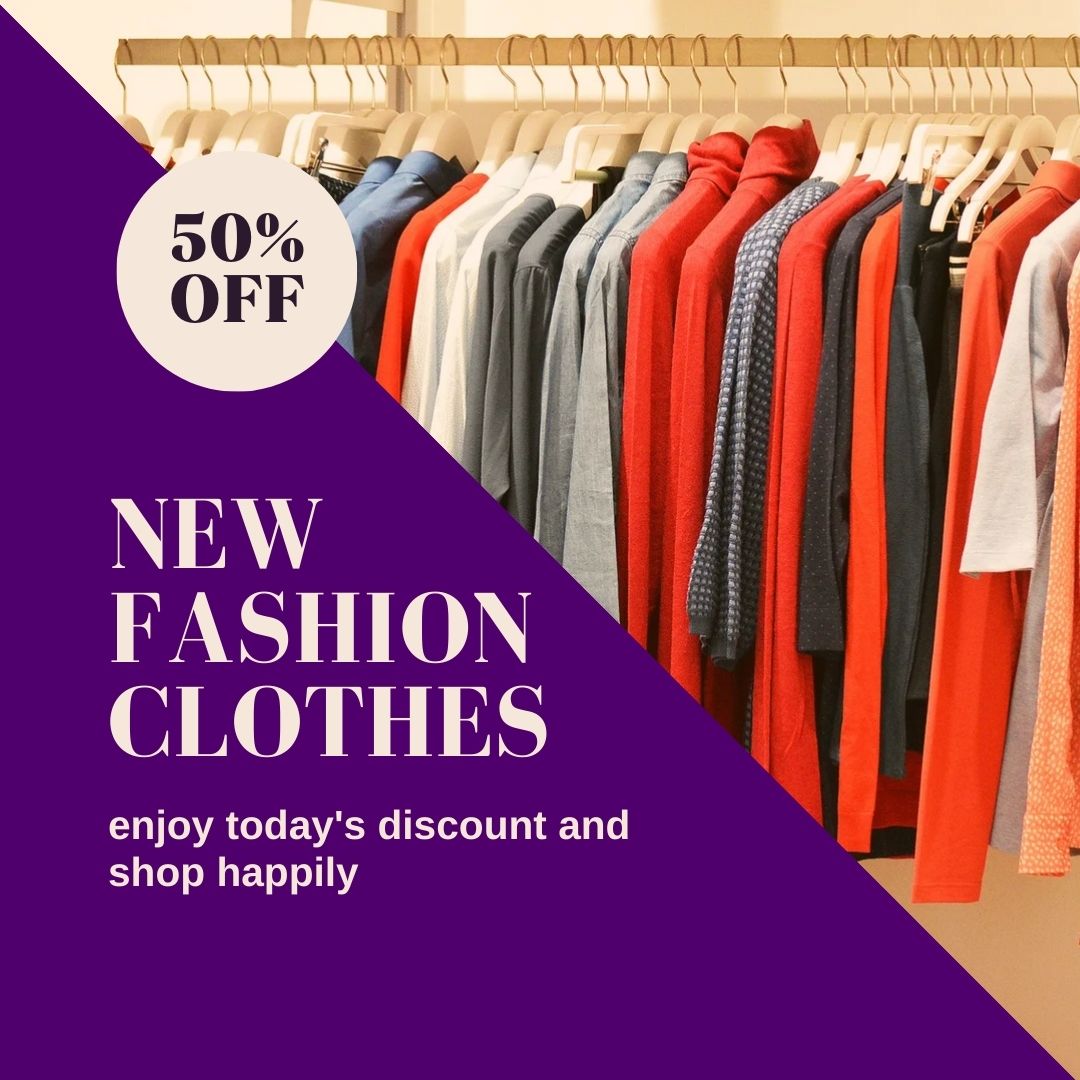 50%
OFF
NEW
FASHION
CLOTHES
enjoy today's discount and
shop happily